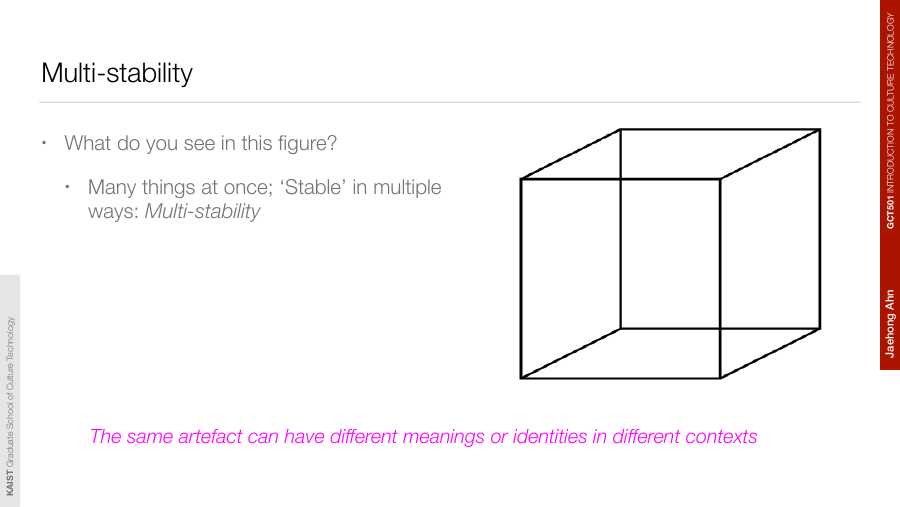 Multi-stability
• What do you see in this figure?
• Many things at once; ‘Stable’ in multiple
ways: Multi-stability
The same artefact can have different meanings or identities in different contexts
GCT501 INTRODUCTION TO CULTURE TECHNOLOGY
Jaehong Ahn
KAIST Graduate School of Culture Technology